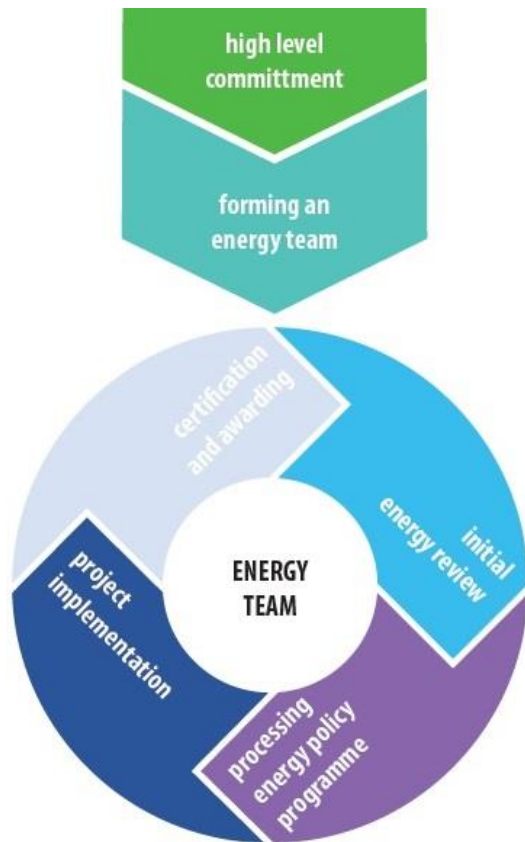 high level
committment
forming an
energy team
certification
and awarding
initial
energy review
ENERGY
TEAM
project
implementation
processing
energy policy
programme